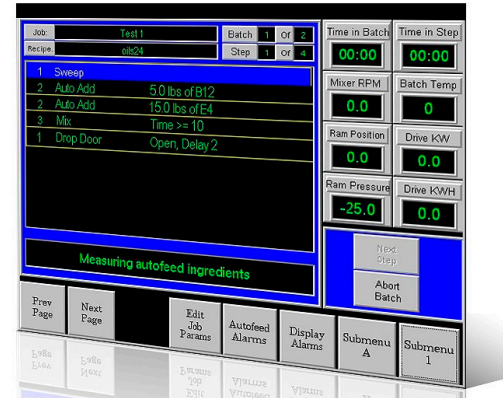 Job: Test 1 Batch 1 Or 2
Recipe: oils24 Step 1 Or 4
1 Sweep
2 Auto Add 5.0 lbs of B12
2 Auto Add 15.0 lbs of E4
3 Mix Time >= 10
1 Drop Door Open, Delay 2
Measuring autofeed ingredients
Time in Batch Time in Step
00:00 00:00
Mixer RPM Batch Temp
0.0 0
Ram Position Drive KW
0.0 0.0
Ram Pressure Drive KWH
-25.0 0.0
Next
Step
Abort
Batch
Prev
Page
Next
Page
Edit
Job
Params
Autofeed
Alarms
Display
Alarms
Submenu
A
Submenu
1